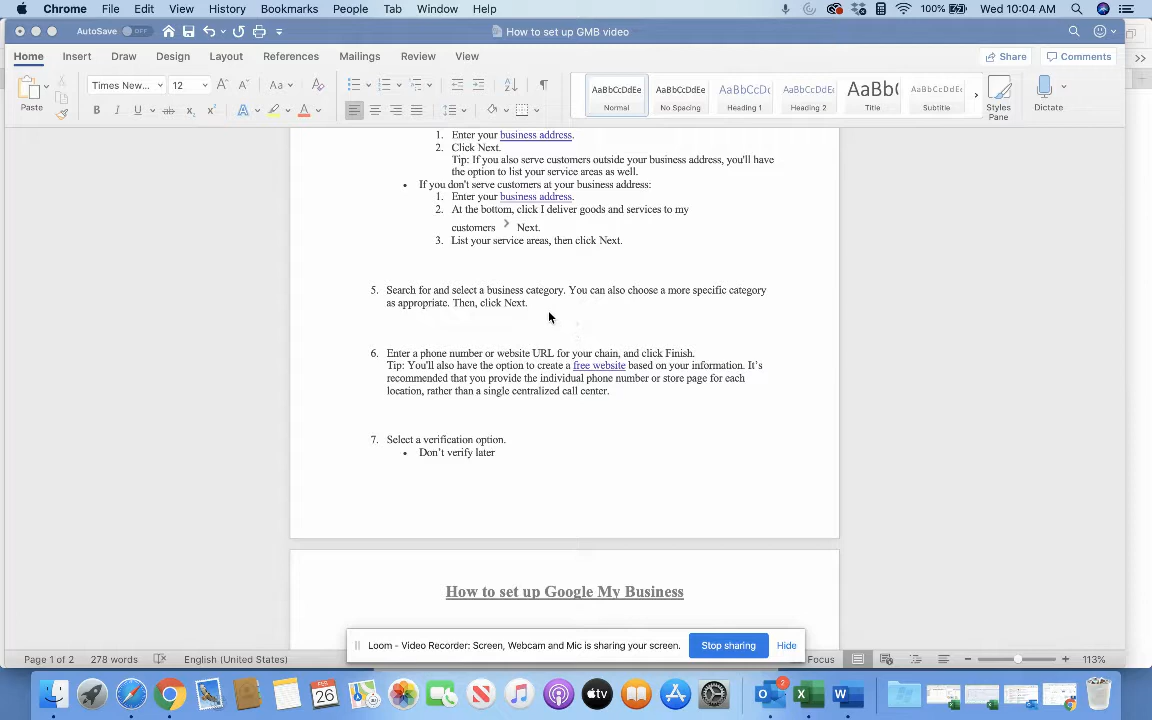 Chrome File Edit View History Bookmarks People Tab Window Help 100% Wed 10:04 AM
AutoSave OFF How to set up GMB video
Home Insert Draw Design Layout References Mailings Review View Share Comments
Paste Times New... 12 Aa
AaBbCcDdEe Normal
AaBbCcDdEe No Spacing
AaBbCcDc Heading 1
AaBbCcDdEe Heading 2
AaBb( Title
AaBbCcDdEe Subtitle
Styles Pane
Dictate
1. Enter your business address.
2. Click Next.
Tip: If you also serve customers outside your business address, you'll have
the option to list your service areas as well.
• If you don't serve customers at your business address:
1. Enter your business address.
2. At the bottom, click I deliver goods and services to my
customers > Next.
3. List your service areas, then click Next.
5. Search for and select a business category. You can also choose a more specific category
as appropriate. Then, click Next.
6. Enter a phone number or website URL for your chain, and click Finish.
Tip: You'll also have the option to create a free website based on your information. It's
recommended that you provide the individual phone number or store page for each
location, rather than a single centralized call center.
7. Select a verification option.
• Don't verify later
How to set up Google My Business
Loom - Video Recorder: Screen, Webcam and Mic is sharing your screen. Stop sharing Hide
Page 1 of 2 278 words English (United States) Focus 113%
FEB
26
2